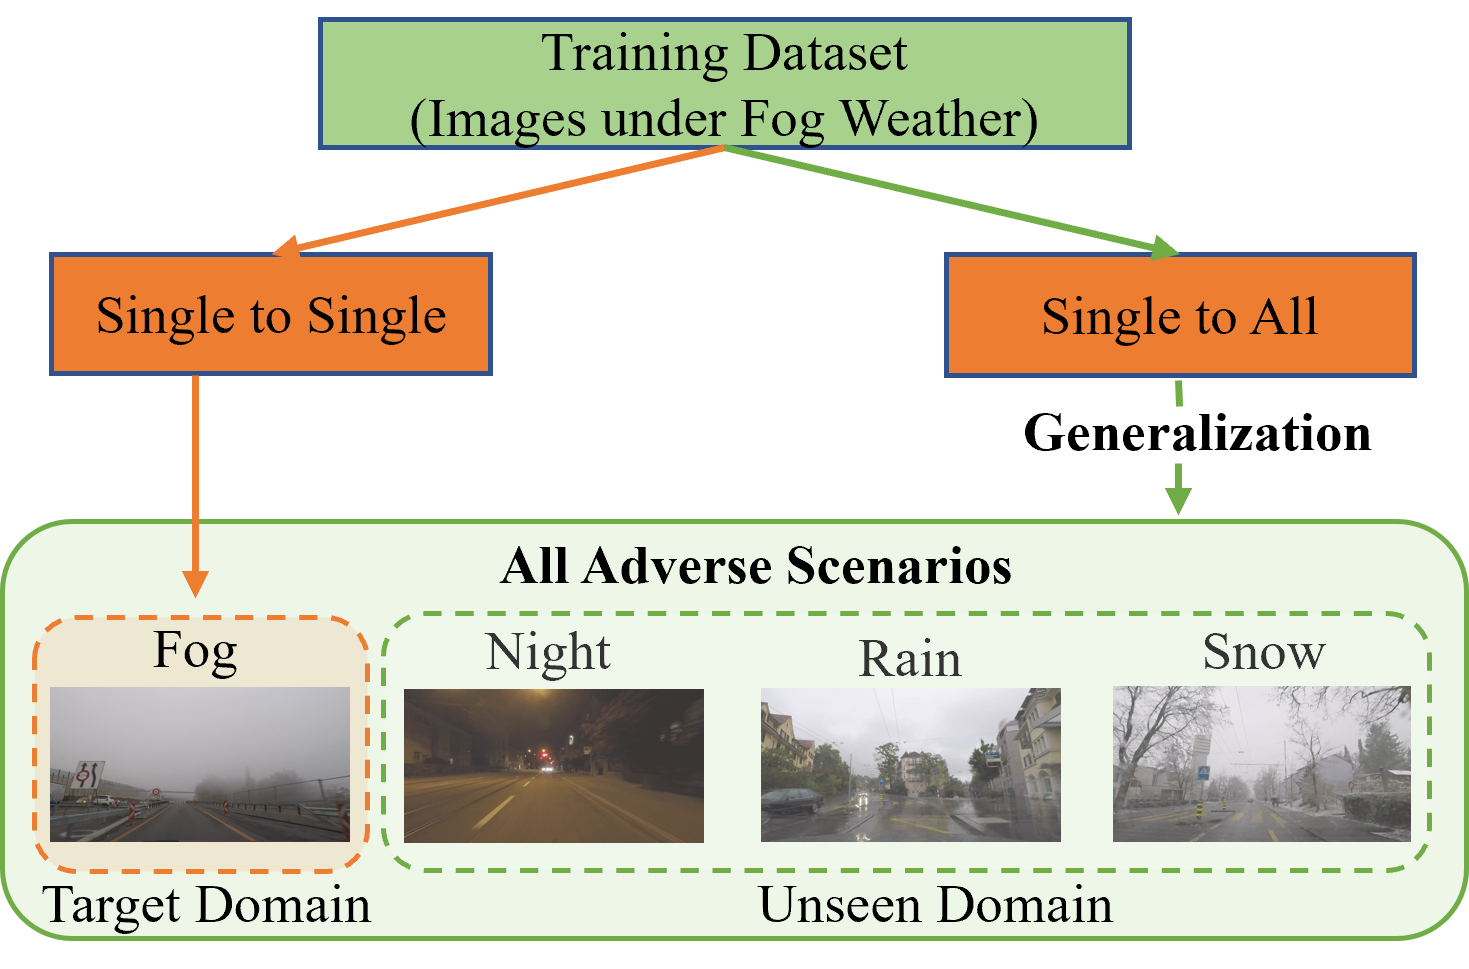 Training Dataset
(Images under Fog Weather)
Single to Single
Single to All
Generalization
All Adverse Scenarios
Fog
Night
Rain
Snow
Target Domain
Unseen Domain